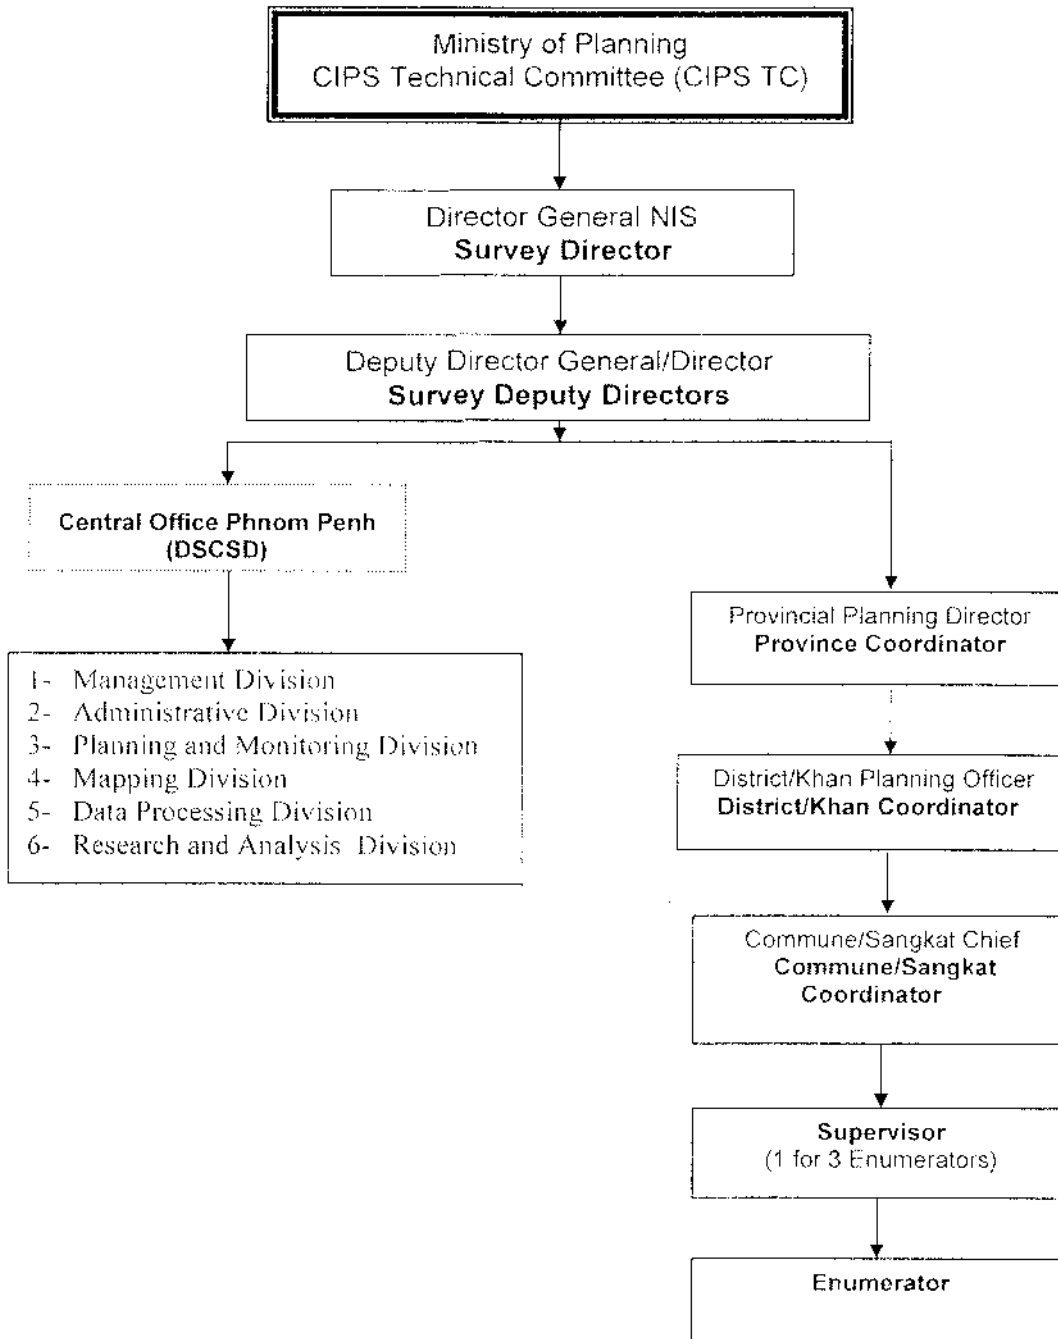 Ministry of Planning
CIPS Technical Committee (CIPS TC)
Director General NIS
Survey Director
Deputy Director General/Director
Survey Deputy Directors
Central Office Phnom Penh
(DSCSD)
1- Management Division
2- Administrative Division
3- Planning and Monitoring Division
4- Mapping Division
5- Data Processing Division
6- Research and Analysis Division
Provincial Planning Director
Province Coordinator
District/Khan Planning Officer
District/Khan Coordinator
Commune/Sangkat Chief
Commune/Sangkat
Coordinator
Supervisor
(1 for 3 Enumerators)
Enumerator